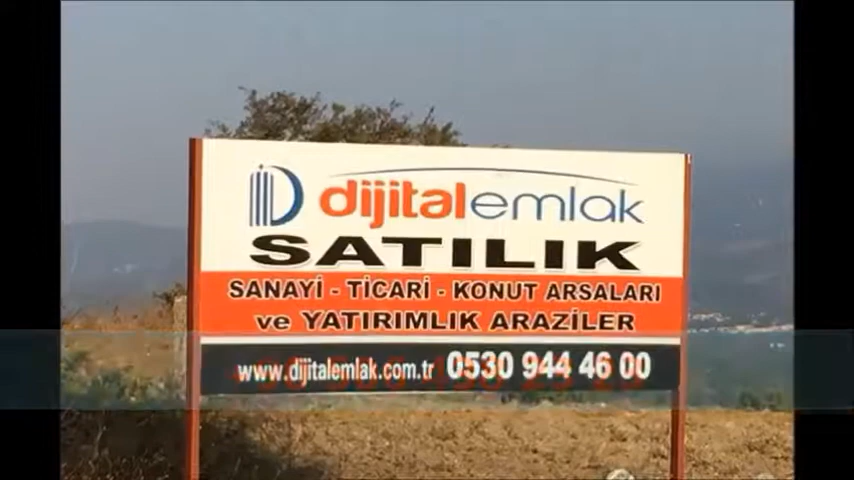 dijitalemlak
SATILIK
SANAYİ - TİCARİ - KONUT ARSALARI
ve YATIRIMLIK ARAZİLER
www.dijitalemlak.com.tr 0530 944 46 00